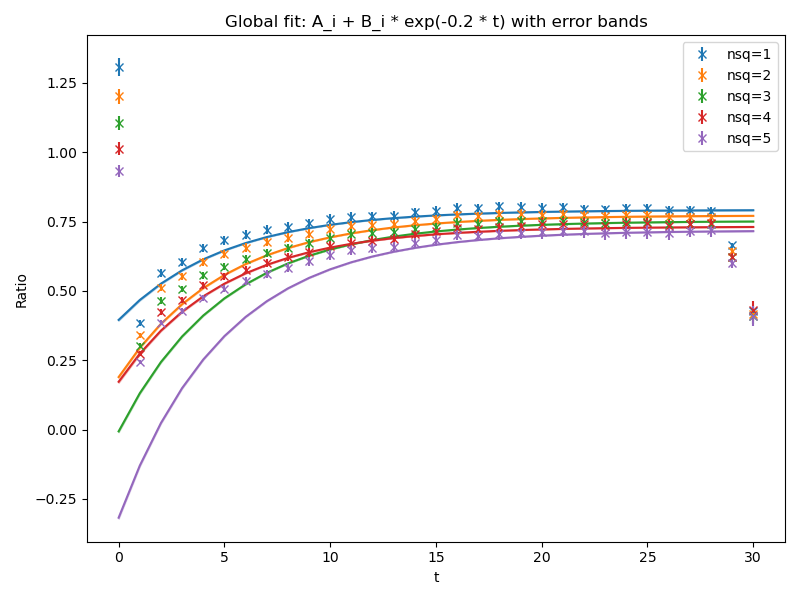 Global fit: A_i + B_i * exp(-0.2 * t) with error bands
nsq=1
nsq=2
nsq=3
nsq=4
nsq=5
Ratio
1.25
1.00
0.75
0.50
0.25
0.00
−0.25
0 5 10 15 20 25 30
t